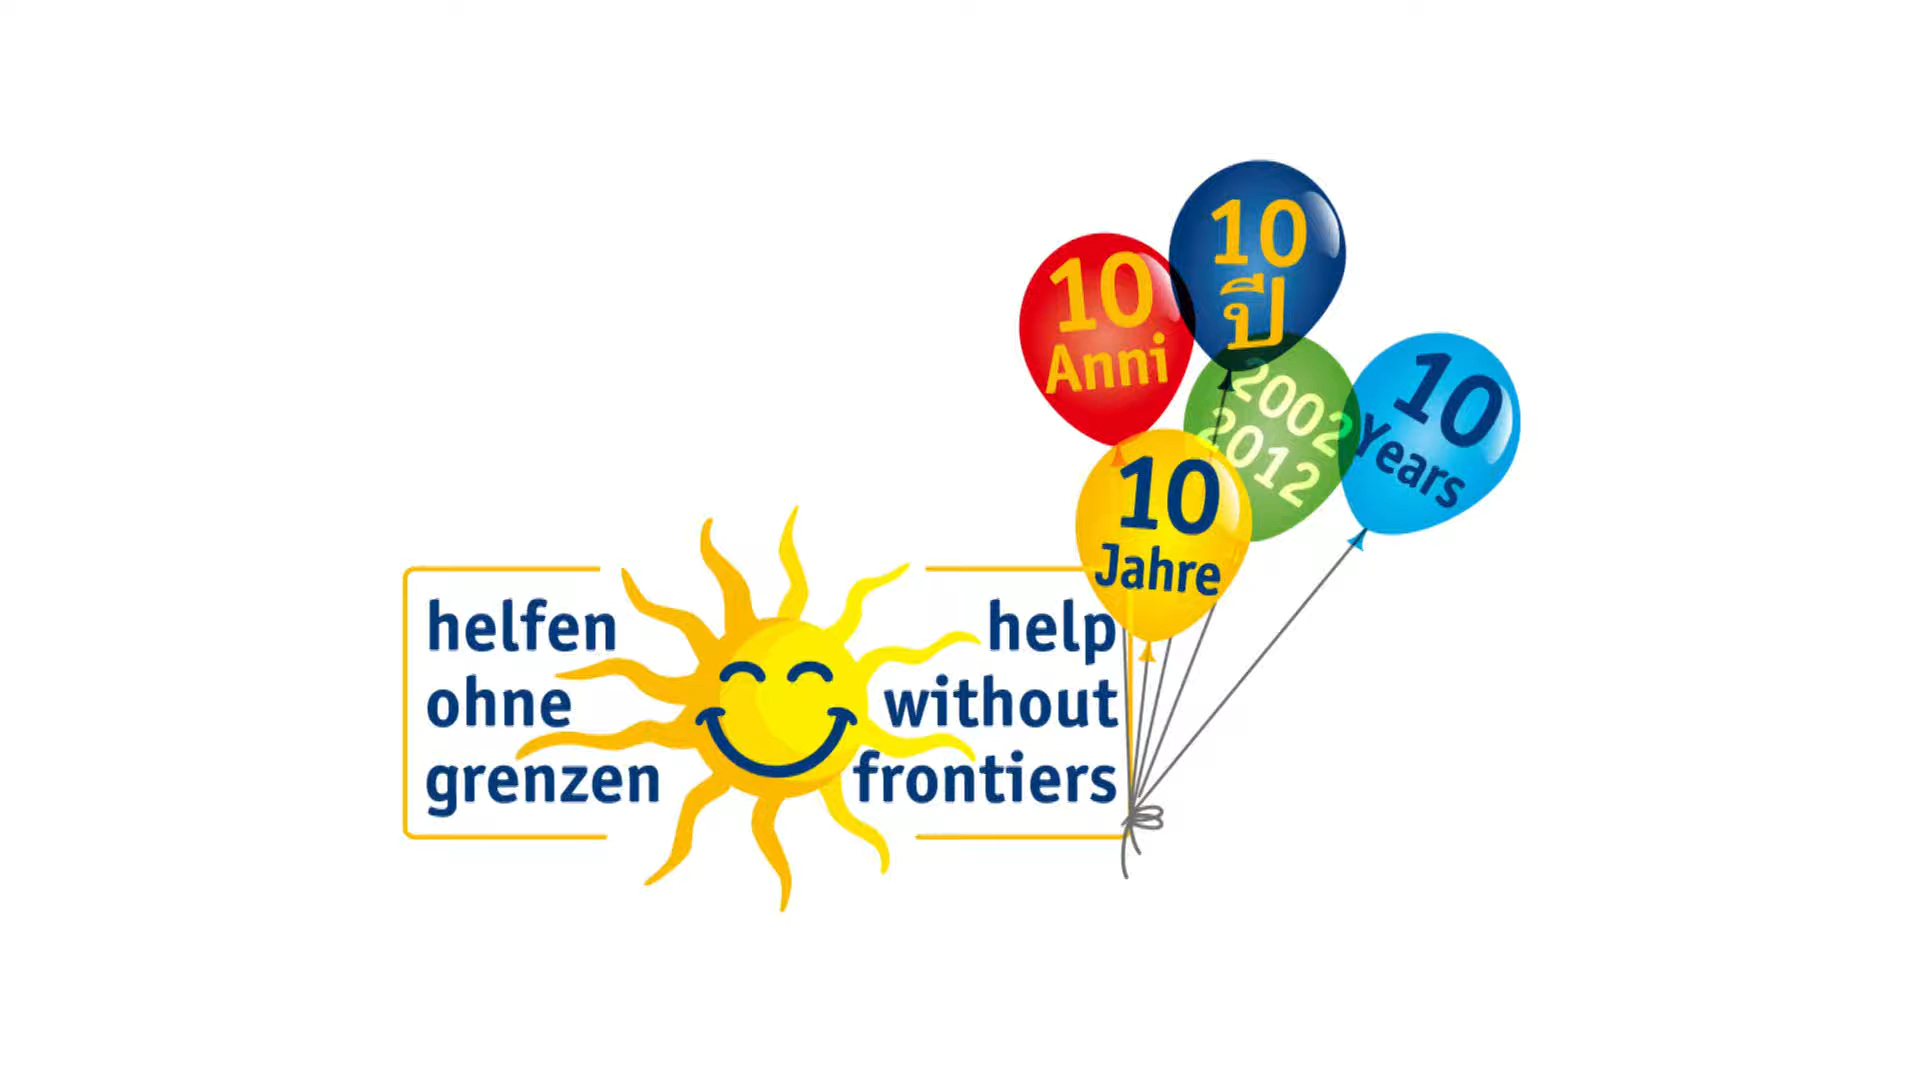 helfen
ohne
grenzen
help
without
frontiers
10
Anni
10
ปี
2002
2012
10
Years
10
Jahre